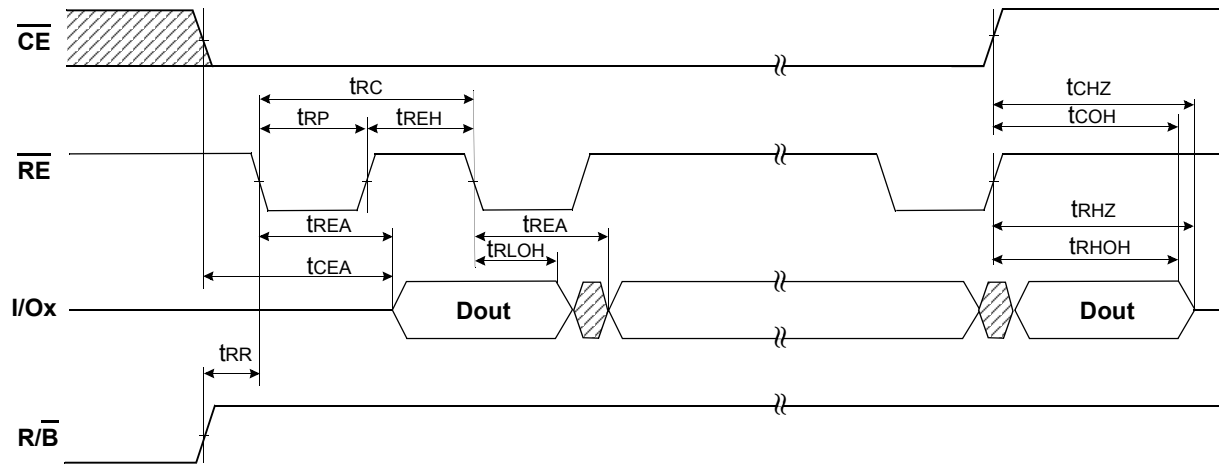 CE
tRC
tCHZ
tRP
tREH
tCOH
RE
tREA
tREA
tRHZ
tRLOH
tCEA
tRHOH
I/Ox
Dout
Dout
tRR
R/B